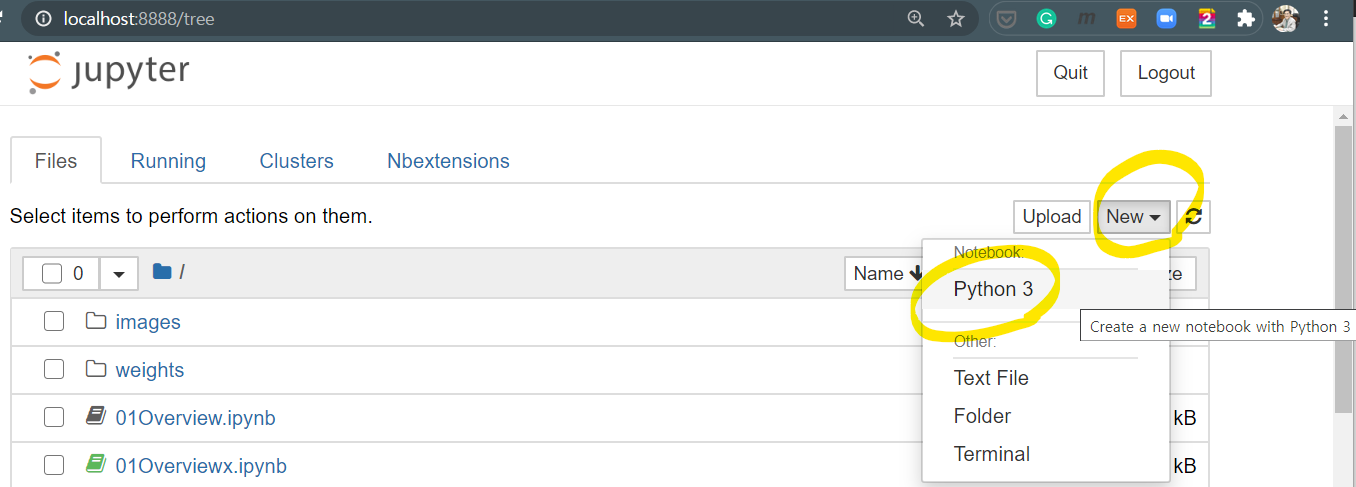 localhost:8888/tree
m
EX
2
jupyter
Quit
Logout
Files
Running
Clusters
Nbextensions
Select items to perform actions on them.
Upload
New
0
/
Name
ze
Notebook:
Python 3
Create a new notebook with Python 3
Other:
Text File
Folder
Terminal
images
weights
01Overview.ipynb
kB
01Overviewx.ipynb
kB